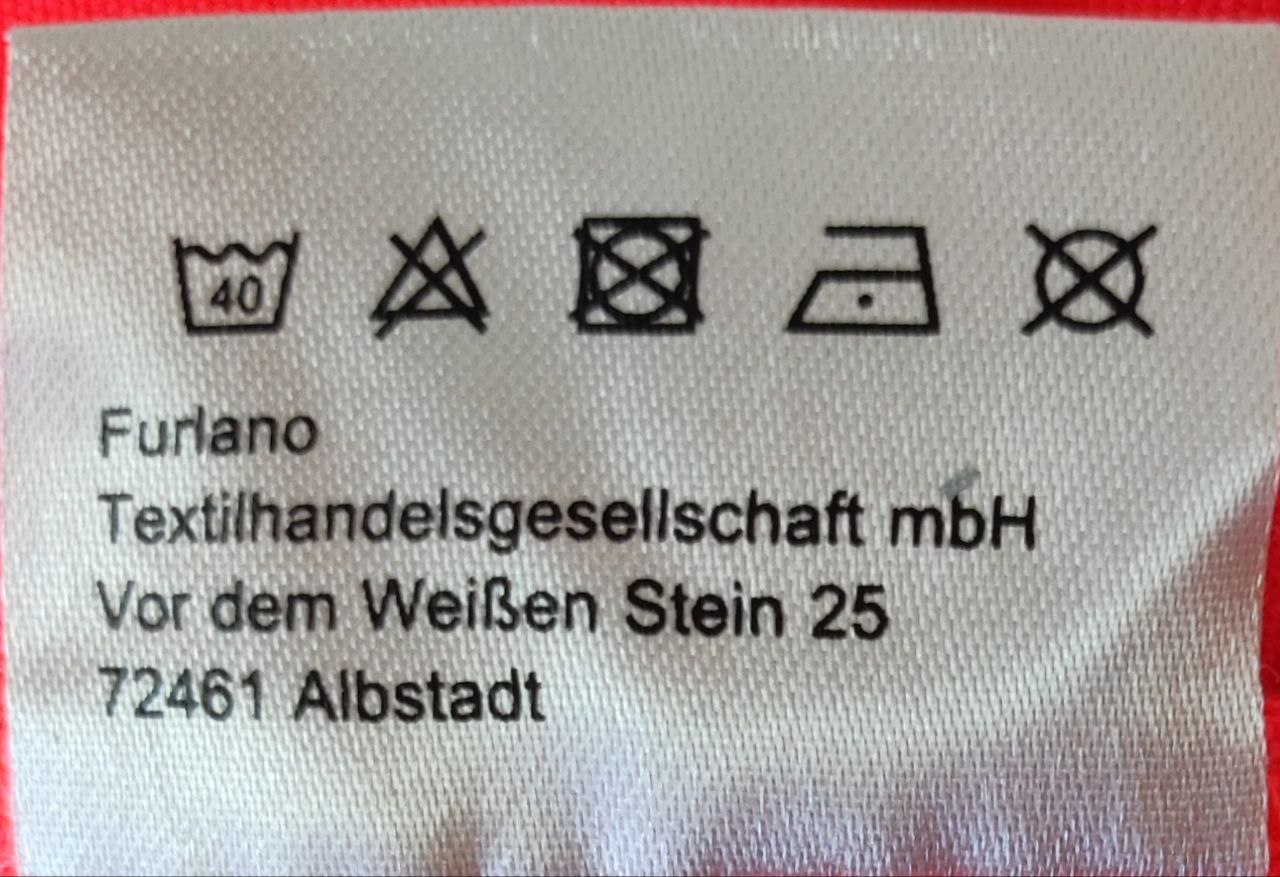 40
Furlano
Textilhandelsgesellschaft mbH
Vor dem Weißen Stein 25
72461 Albstadt